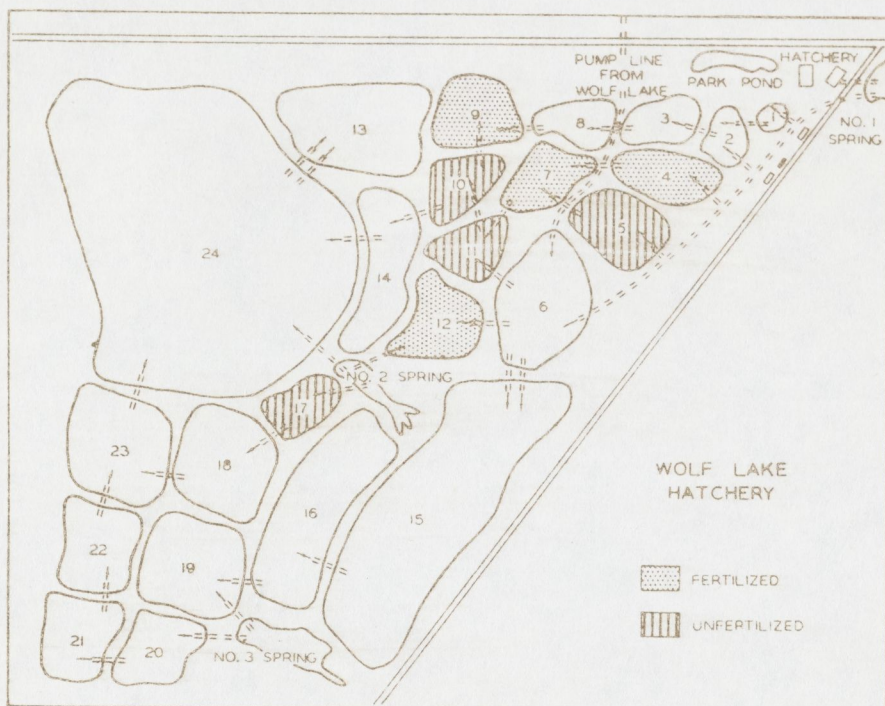 PUMP LINE
FROM
WOLF LAKE
HATCHERY
PARK POND
NO. 1
SPRING
13
9
8
3
2
1
10
7
4
24
14
11
5
12
6
NO. 2 SPRING
17
23
18
16
15
22
19
21
20
NO. 3 SPRING
WOLF LAKE
HATCHERY
FERTILIZED
UNFERTILIZED